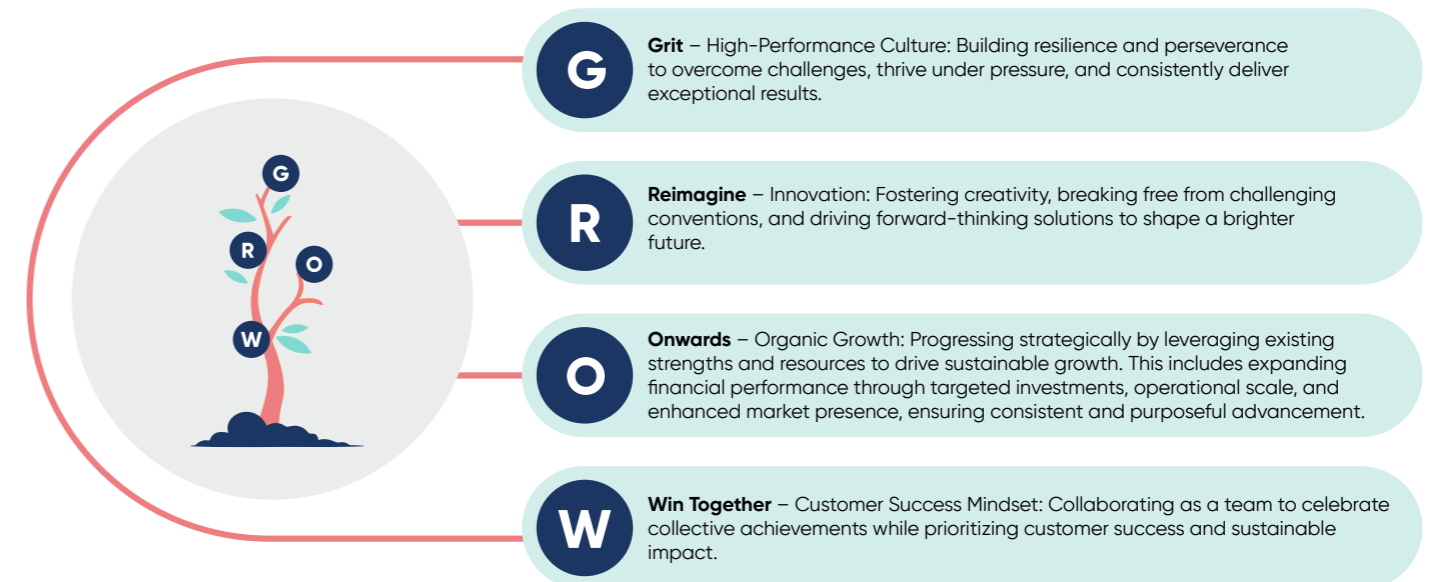 G
R
O
W
G
Grit – High-Performance Culture: Building resilience and perseverance
to overcome challenges, thrive under pressure, and consistently deliver
exceptional results.
R
Reimagine – Innovation: Fostering creativity, breaking free from challenging
conventions, and driving forward-thinking solutions to shape a brighter
future.
O
Onwards – Organic Growth: Progressing strategically by leveraging existing
strengths and resources to drive sustainable growth. This includes expanding
financial performance through targeted investments, operational scale, and
enhanced market presence, ensuring consistent and purposeful advancement.
W
Win Together – Customer Success Mindset: Collaborating as a team to celebrate
collective achievements while prioritizing customer success and sustainable
impact.